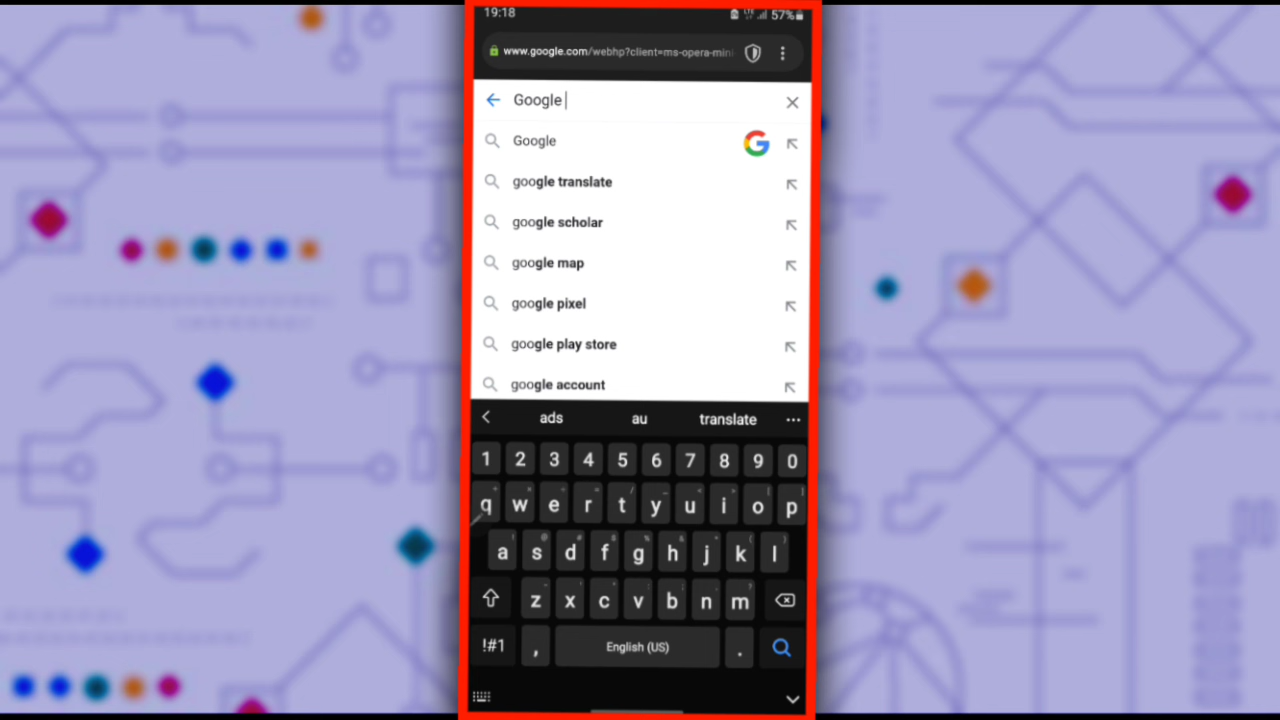 19:18 LTE 57%
www.google.com/webhp?client=ms-opera-mini
Google
Google
google translate
google scholar
google map
google pixel
google play store
google account
ads au translate
1 2 3 4 5 6 7 8 9 0
q w e r t y u i o p
a s d f g h j k l
z x c v b n m
!#1 , English (US) .